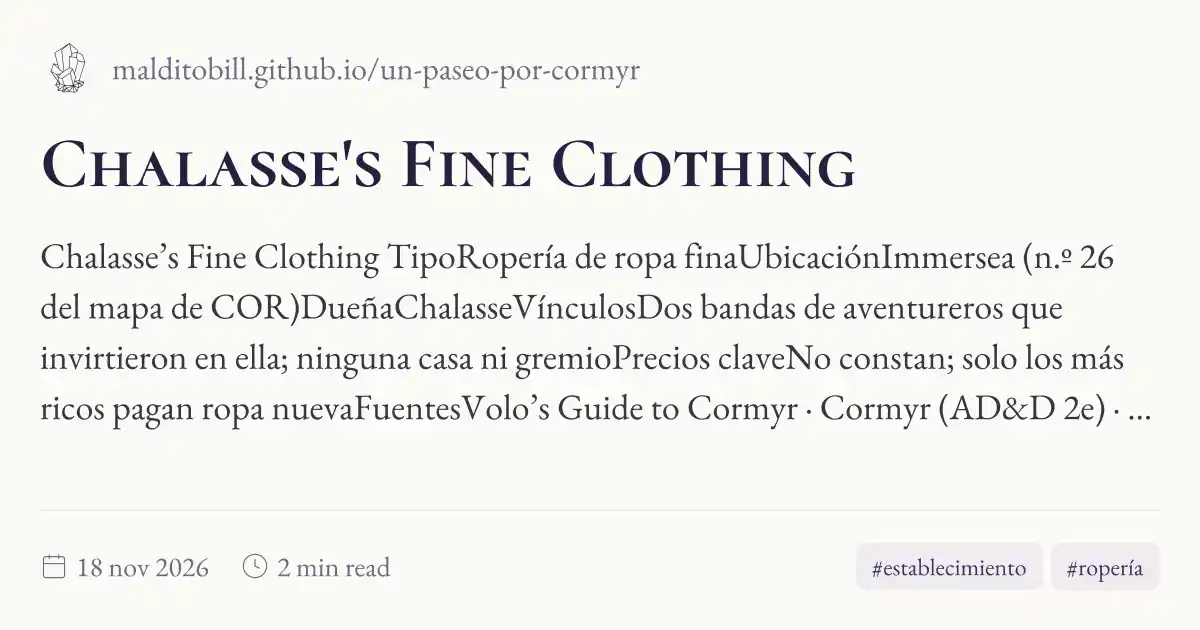 malditobill.github.io/un-paseo-por-cormyr
Chalasse's Fine Clothing
Chalasse’s Fine Clothing TipoRopería de ropa finaUbicaciónImmersea (n.º 26
del mapa de COR)DueñaChalasseVínculosDos bandas de aventureros que
invirtieron en ella; ninguna casa ni gremioPrecios claveNo constan; solo los más
ricos pagan ropa nuevaFuentesVolo’s Guide to Cormyr · Cormyr (AD&D 2e) · ...
18 nov 2026 2 min read #establecimiento #ropería